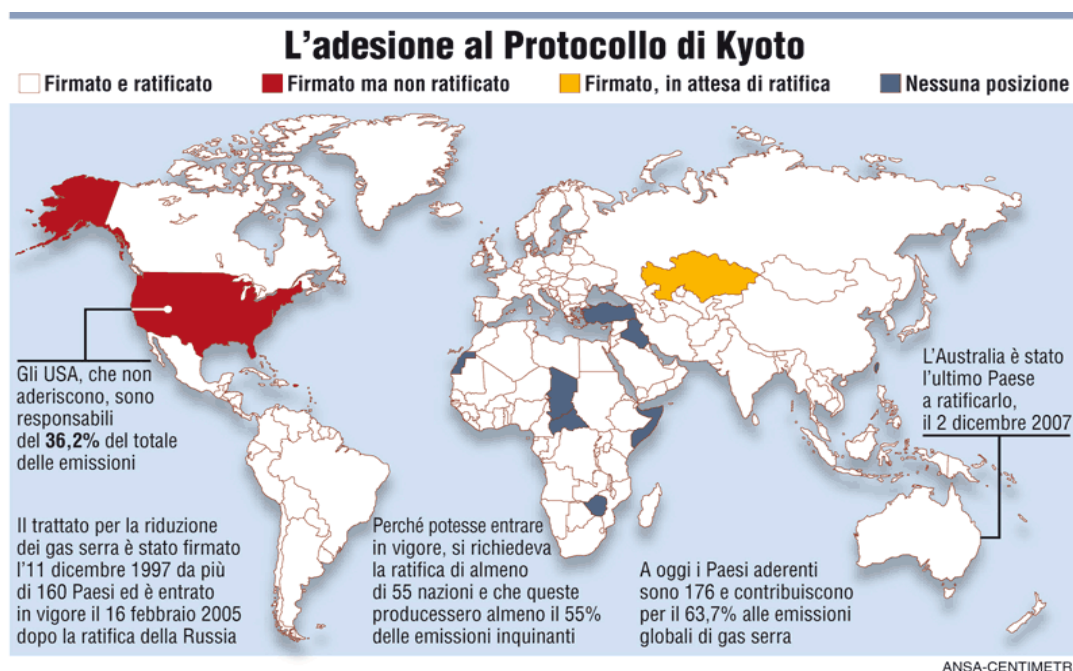 L'adesione al Protocollo di Kyoto
Firmato e ratificato
Firmato ma non ratificato
Firmato, in attesa di ratifica
Nessuna posizione
Gli USA, che non
aderiscono, sono
responsabili
del 36,2% del totale
delle emissioni
L'Australia è stato
l'ultimo Paese
a ratificarlo,
il 2 dicembre 2007
Il trattato per la riduzione
dei gas serra è stato firmato
l'11 dicembre 1997 da più
di 160 Paesi ed è entrato
in vigore il 16 febbraio 2005
dopo la ratifica della Russia
Perché potesse entrare
in vigore, si richiedeva
la ratifica di almeno
di 55 nazioni e che queste
producessero almeno il 55%
delle emissioni inquinanti
A oggi i Paesi aderenti
sono 176 e contribuiscono
per il 63,7% alle emissioni
globali di gas serra
ANSA-CENTIMETR